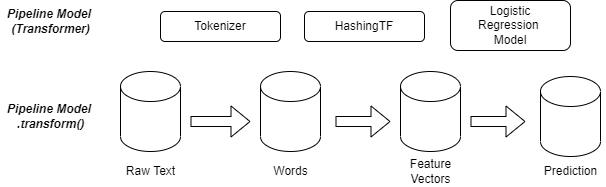 Pipeline Model
(Transformer)
Tokenizer
HashingTF
Logistic
Regression
Model
Pipeline Model
.transform()
Raw Text
Words
Feature
Vectors
Prediction